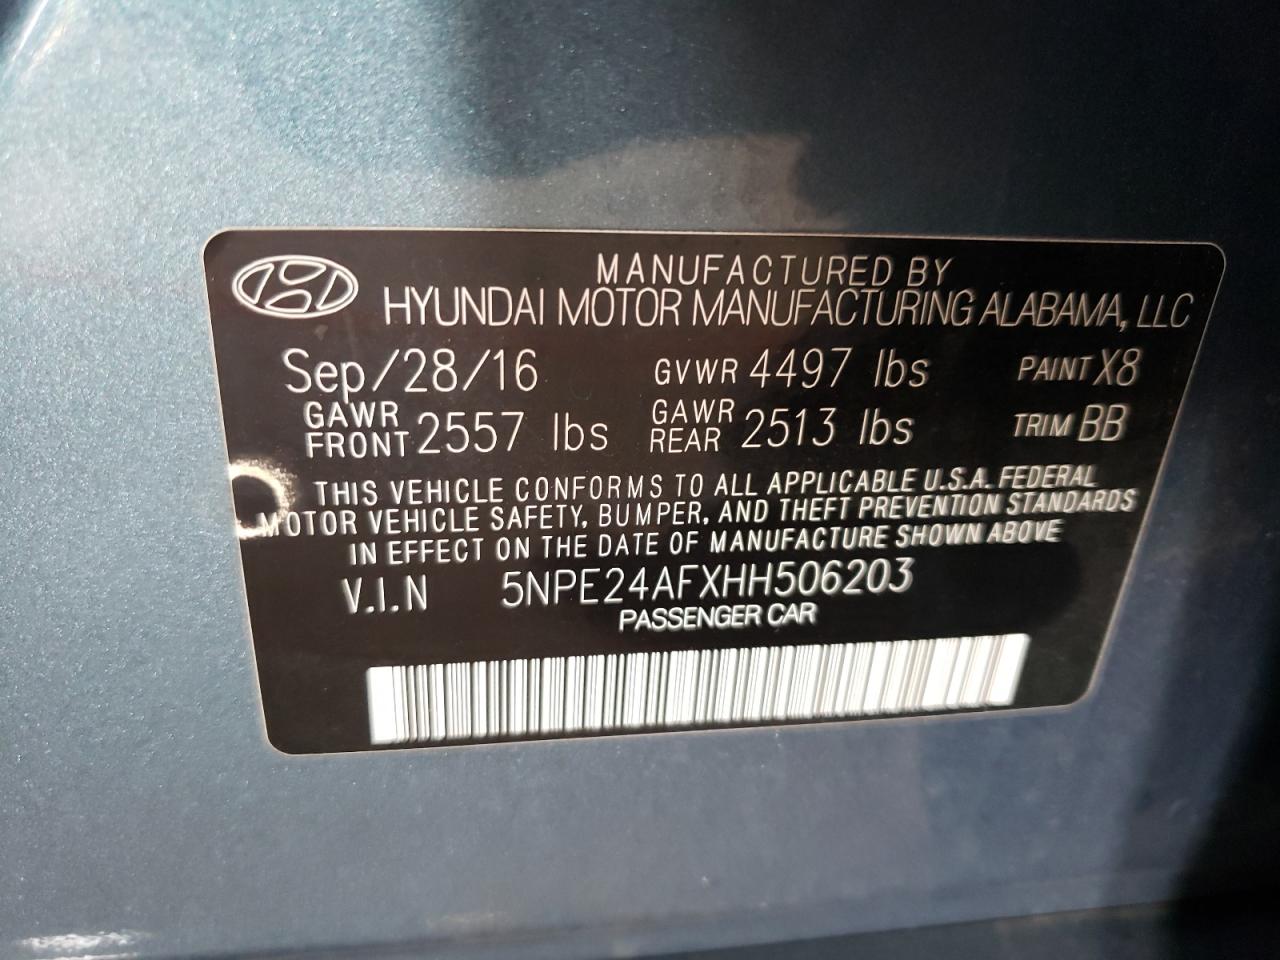 MANUFACTURED BY
HYUNDAI MOTOR MANUFACTURING ALABAMA, LLC
Sep/28/16 GVWR 4497 lbs PAINT X8
GAWR FRONT 2557 lbs GAWR REAR 2513 lbs TRIM BB
THIS VEHICLE CONFORMS TO ALL APPLICABLE U.S.A. FEDERAL
MOTOR VEHICLE SAFETY, BUMPER, AND THEFT PREVENTION STANDARDS
IN EFFECT ON THE DATE OF MANUFACTURE SHOWN ABOVE
V.I.N 5NPE24AFXHH506203
PASSENGER CAR